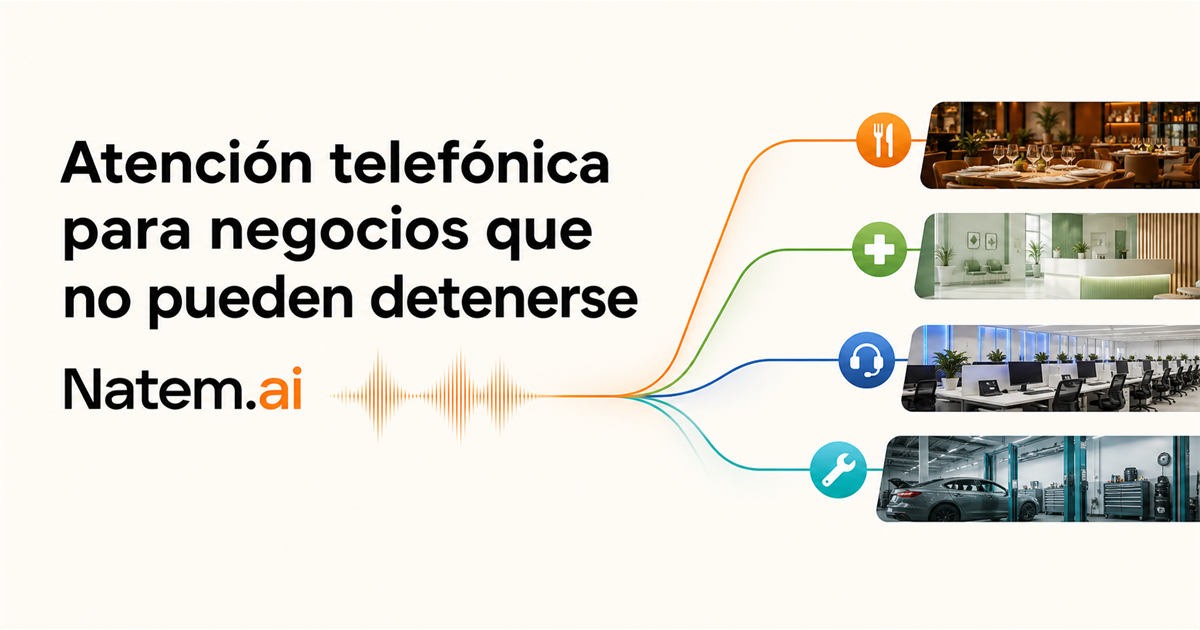 Atención telefónica
para negocios que
no pueden detenerse
Natem.ai